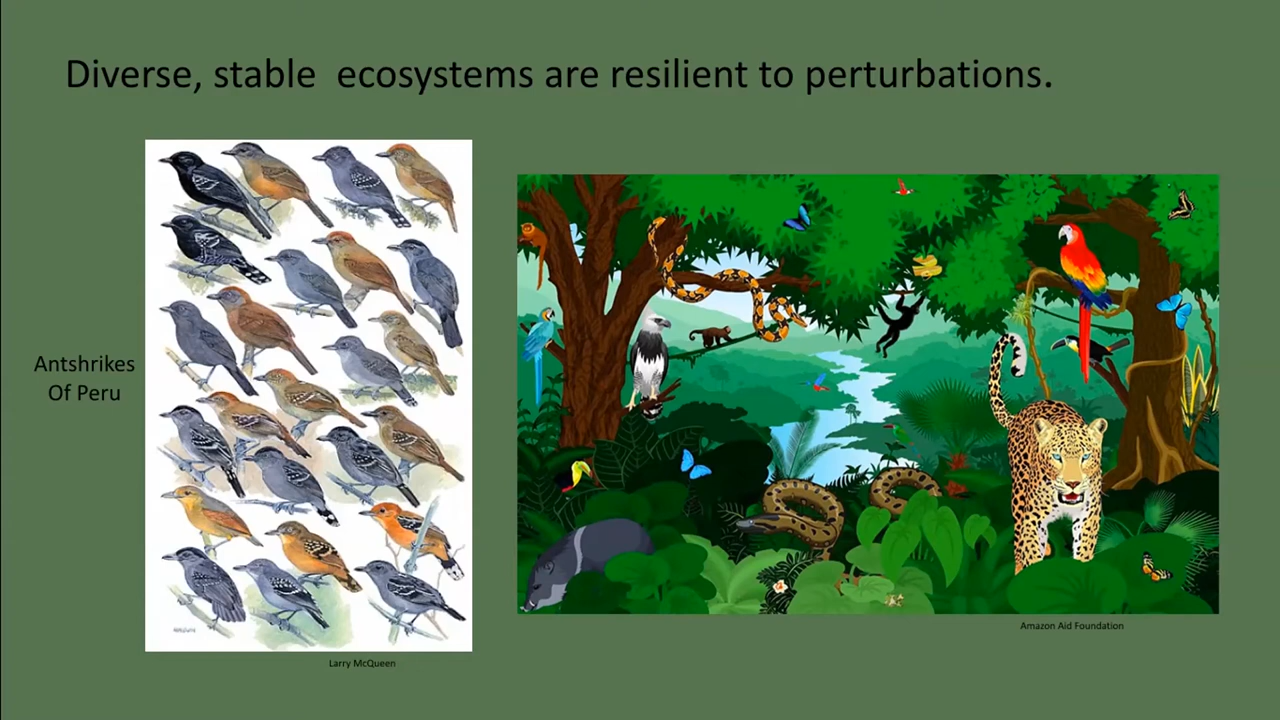 Diverse, stable  ecosystems are resilient to perturbations.
Antshrikes
Of Peru
Larry McQueen
Amazon Aid Foundation